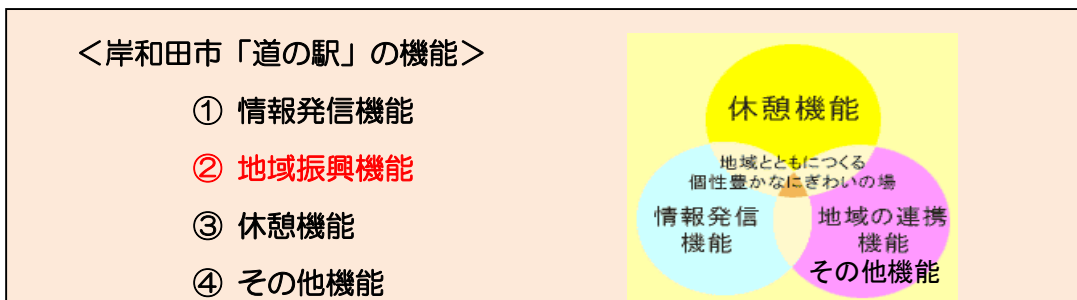 ＜岸和田市「道の駅」の機能＞
① 情報発信機能
② 地域振興機能
③ 休憩機能
④ その他機能
休憩機能
地域とともにつくる
個性豊かなにぎわいの場
情報発信
機能
地域の連携
機能
その他機能